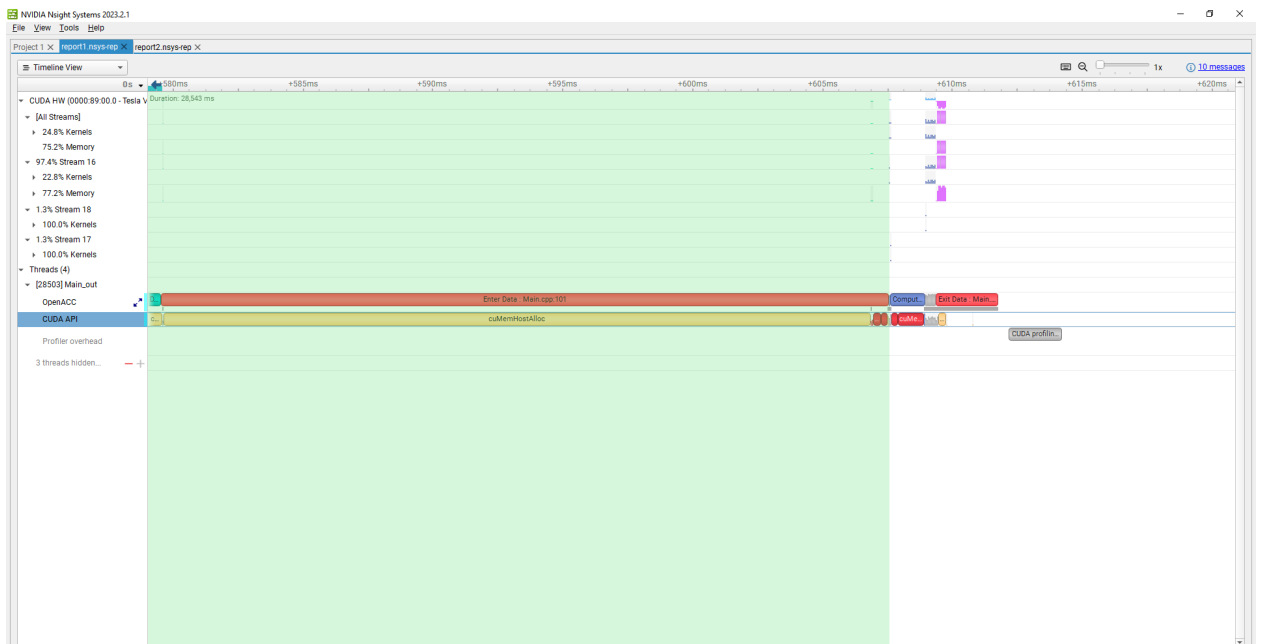 NVIDIA Nsight Systems 2023.2.1
File View Tools Help
Project 1 report1.nsys-rep report2.nsys-rep
Timeline View 1x 10 messages
0s +580ms +585ms +590ms +595ms +600ms +605ms +610ms +615ms +620ms
CUDA HW (0000:89:00.0 - Tesla V Duration: 28,543 ms
[All Streams]
24.8% Kernels
75.2% Memory
97.4% Stream 16
22.8% Kernels
77.2% Memory
1.3% Stream 18
100.0% Kernels
1.3% Stream 17
100.0% Kernels
Threads (4)
[28503] Main_out
OpenACC Enter Data Main.cpp:101 Comput... Exit Data Main...
CUDA API c... cuMemHostAlloc cuMe...
Profiler overhead CUDA profilin...
3 threads hidden...